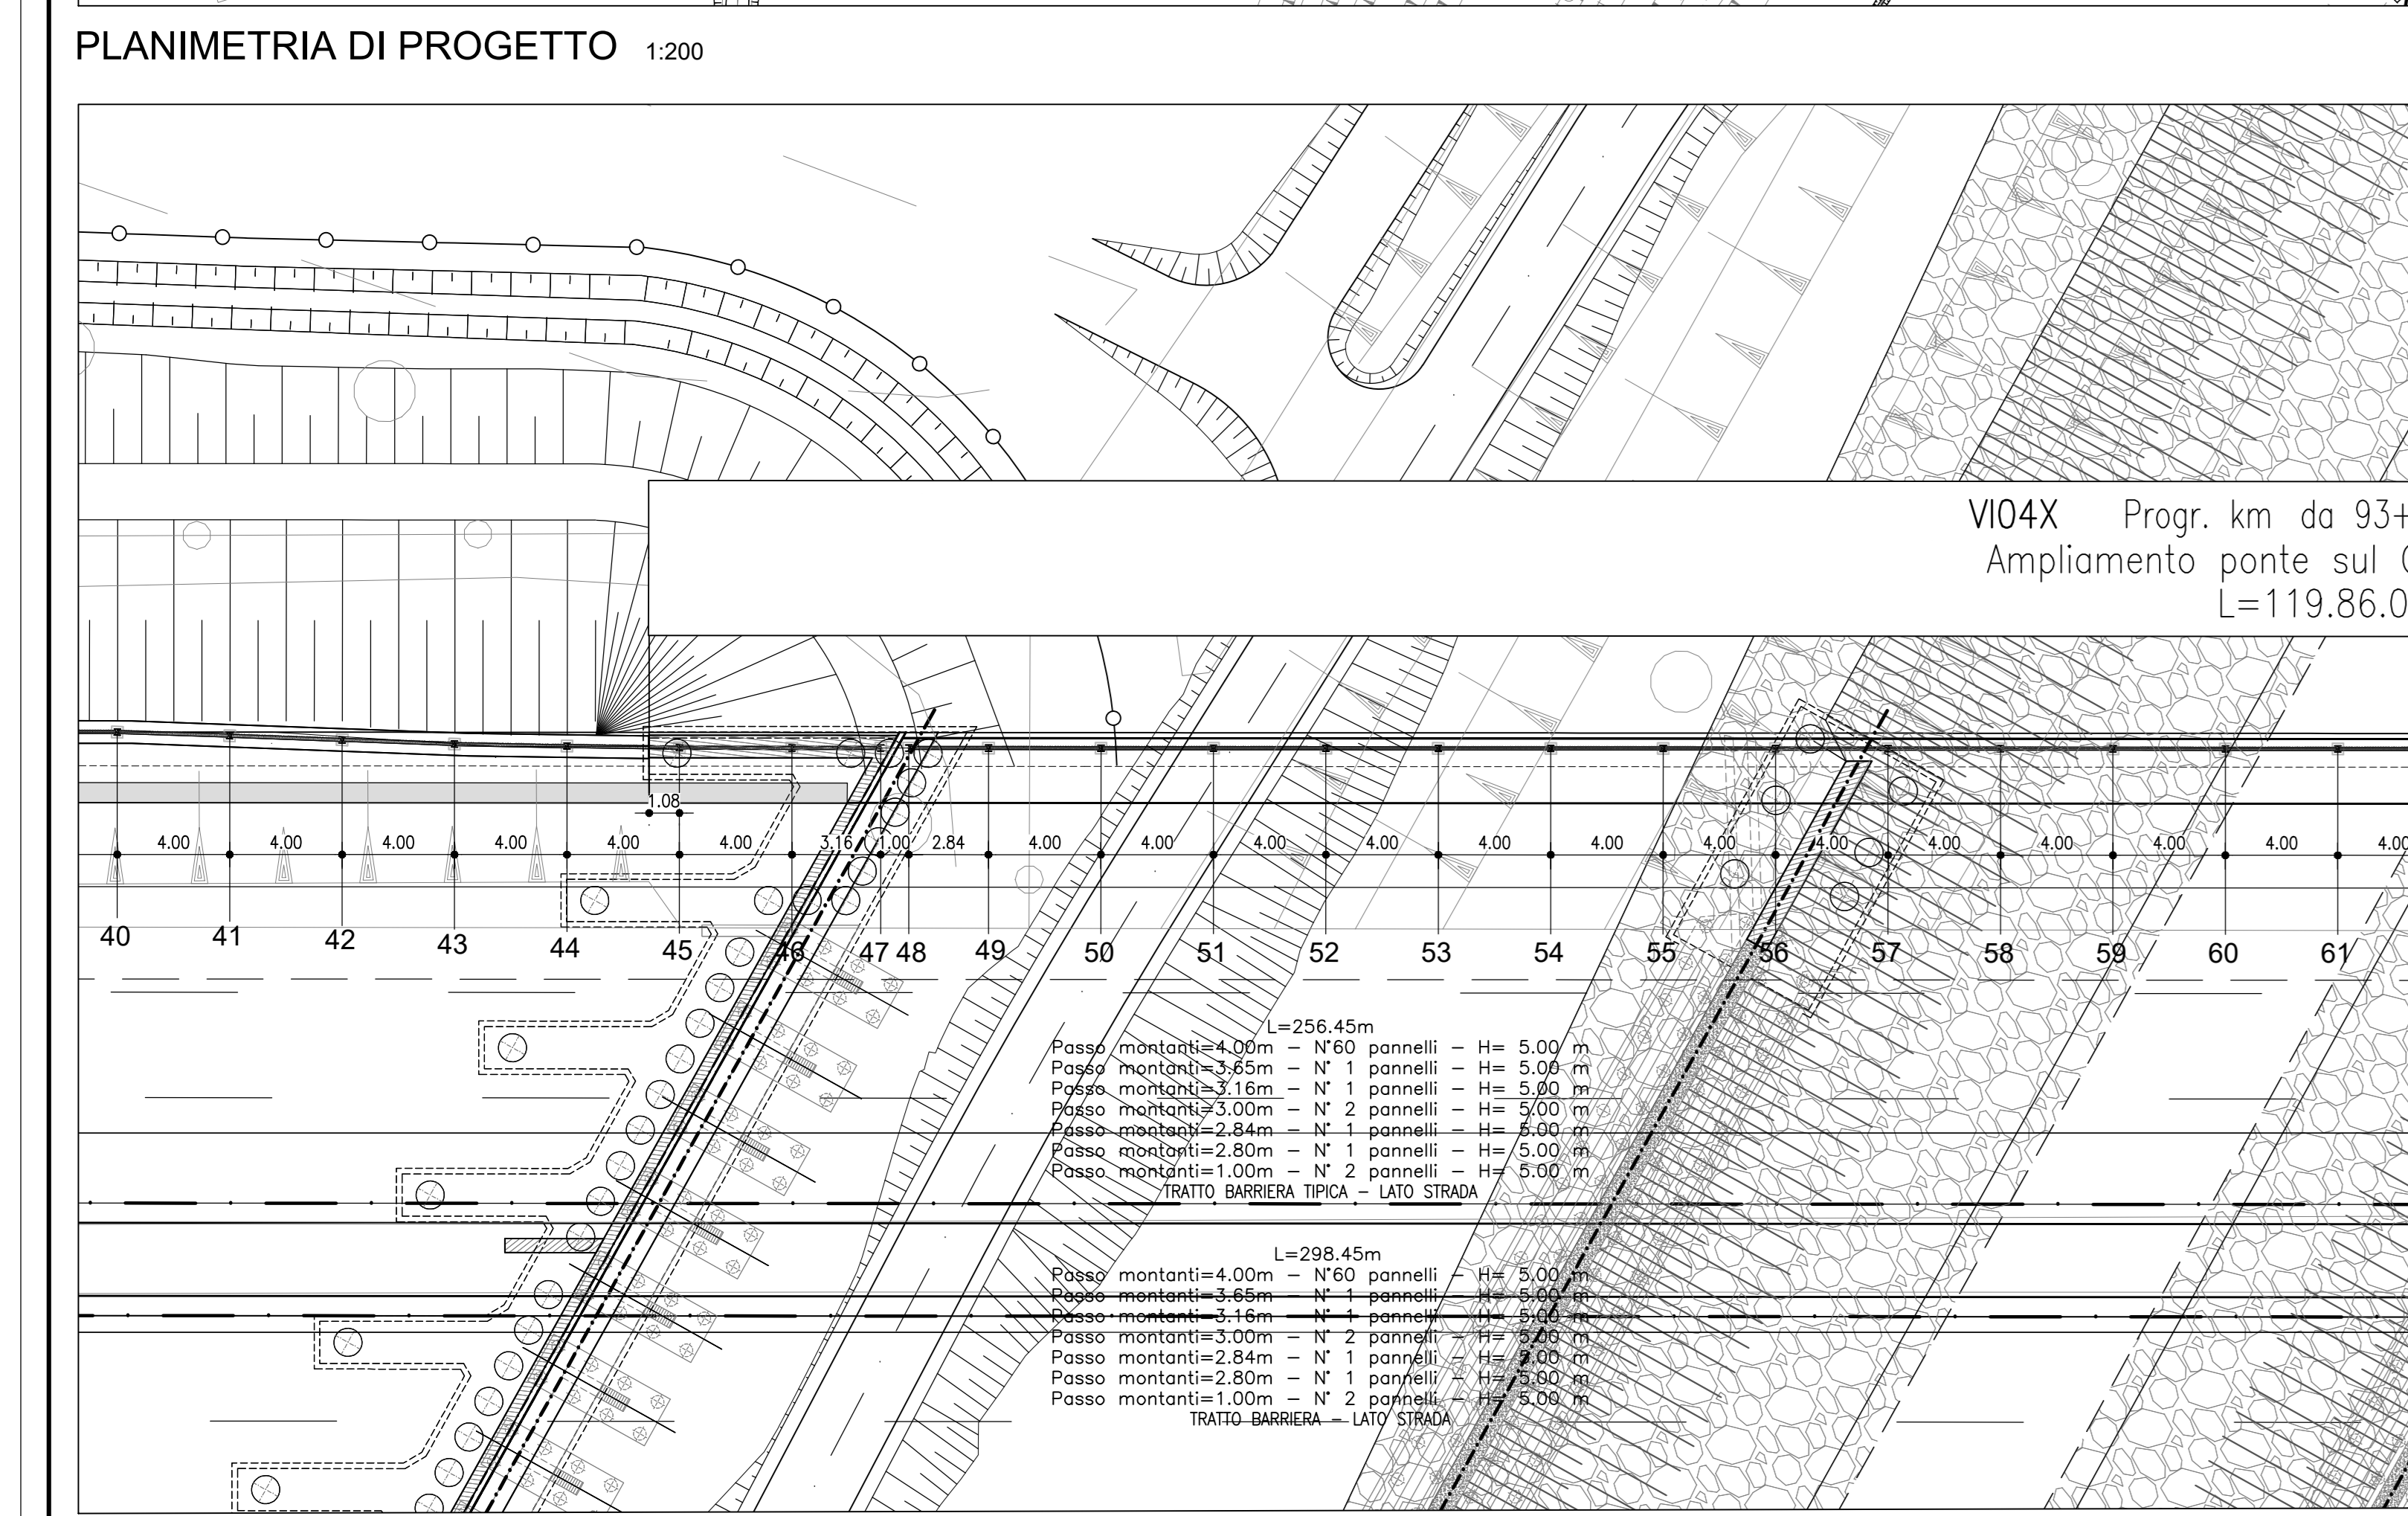 PLANIMETRIA DI PROGETTO 1:200
VI04X Progr. km da 93+
Ampliamento ponte sul
L=119.86.0
1.08
4.00 4.00 4.00 4.00 4.00 4.00 3.16 1.00 2.84 4.00 4.00 4.00 4.00 4.00 4.00 4.00 4.00 4.00 4.00 4.00 4.00
40 41 42 43 44 45 46 47 48 49 50 51 52 53 54 55 56 57 58 59 60 61
L=256.45m
Passo montanti=4.00m – N°60 pannelli – H= 5.00 m
Passo montanti=3.65m – N° 1 pannelli – H= 5.00 m
Passo montanti=3.16m – N° 1 pannelli – H= 5.00 m
Passo montanti=3.00m – N° 2 pannelli – H= 5.00 m
Passo montanti=2.84m – N° 1 pannelli – H= 5.00 m
Passo montanti=2.80m – N° 1 pannelli – H= 5.00 m
Passo montanti=1.00m – N° 2 pannelli – H= 5.00 m
TRATTO BARRIERA TIPICA – LATO STRADA
L=298.45m
Passo montanti=4.00m – N°60 pannelli – H= 5.00 m
Passo montanti=3.65m – N° 1 pannelli – H= 5.00 m
Passo montanti=3.16m – N° 1 pannelli – H= 5.00 m
Passo montanti=3.00m – N° 2 pannelli – H= 5.00 m
Passo montanti=2.84m – N° 1 pannelli – H= 5.00 m
Passo montanti=2.80m – N° 1 pannelli – H= 5.00 m
Passo montanti=1.00m – N° 2 pannelli – H= 5.00 m
TRATTO BARRIERA – LATO STRADA